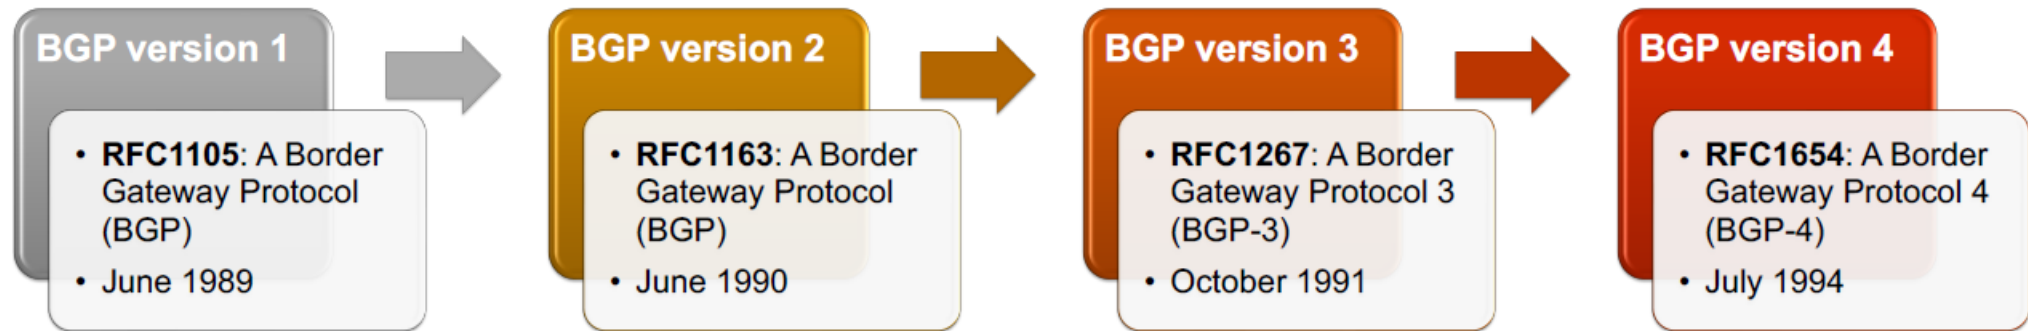 BGP version 1
• RFC1105: A Border
Gateway Protocol
(BGP)
• June 1989
BGP version 2
• RFC1163: A Border
Gateway Protocol
(BGP)
• June 1990
BGP version 3
• RFC1267: A Border
Gateway Protocol 3
(BGP-3)
• October 1991
BGP version 4
• RFC1654: A Border
Gateway Protocol 4
(BGP-4)
• July 1994